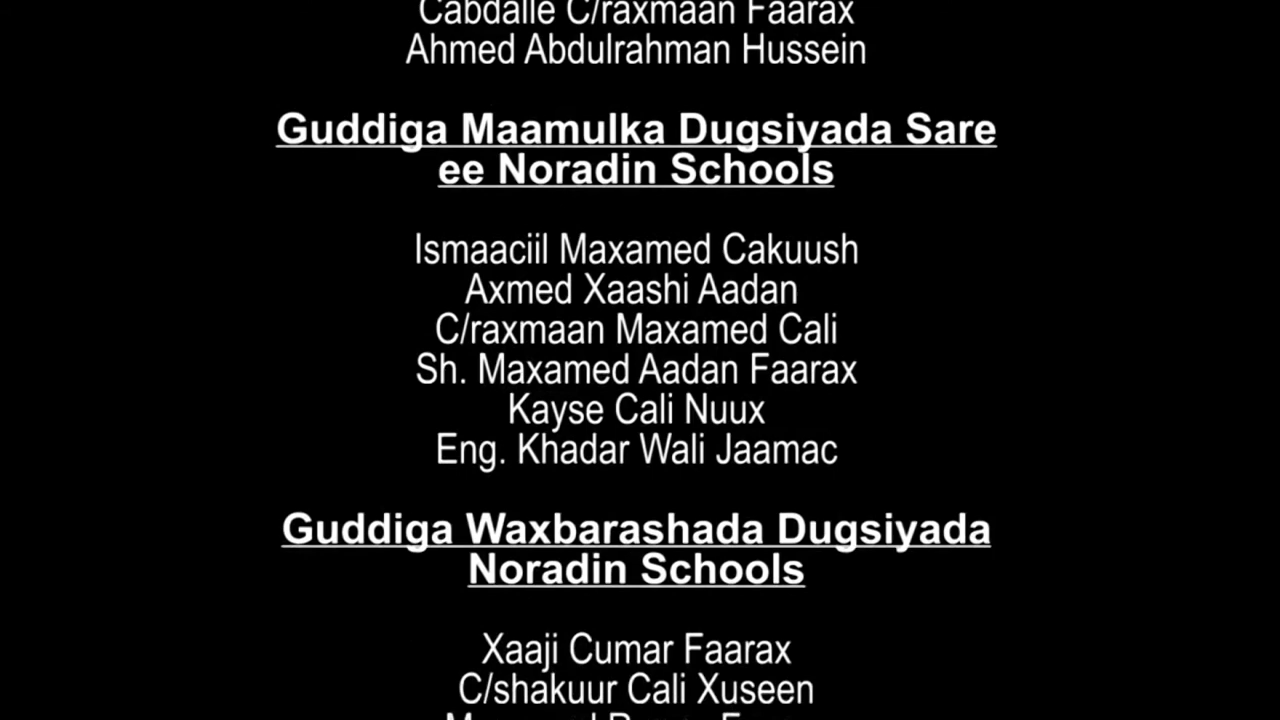 Cabdalle C/raxmaan Faarax
Ahmed Abdulrahman Hussein
Guddiga Maamulka Dugsiyada Sare
ee Noradin Schools
Ismaaciil Maxamed Cakuush
Axmed Xaashi Aadan
C/raxmaan Maxamed Cali
Sh. Maxamed Aadan Faarax
Kayse Cali Nuux
Eng. Khadar Wali Jaamac
Guddiga Waxbarashada Dugsiyada
Noradin Schools
Xaaji Cumar Faarax
C/shakuur Cali Xuseen